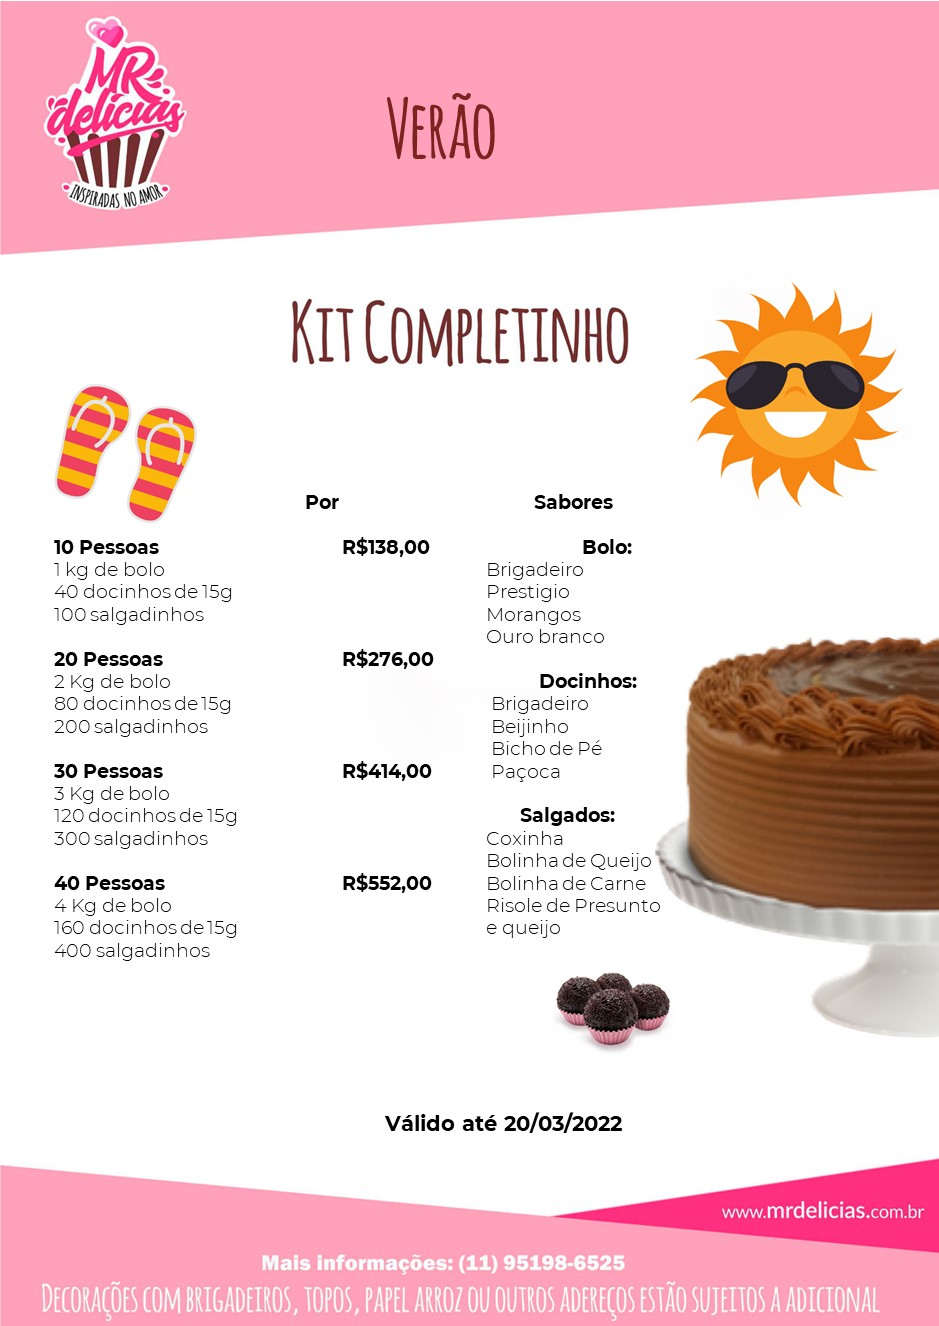 MR
delícias
INSPIRADAS NO AMOR
VERÃO
KIT COMPLETINHO
Por
10 Pessoas R$138,00
1 kg de bolo
40 docinhos de 15g
100 salgadinhos
20 Pessoas R$276,00
2 Kg de bolo
80 docinhos de 15g
200 salgadinhos
30 Pessoas R$414,00
3 Kg de bolo
120 docinhos de 15g
300 salgadinhos
40 Pessoas R$552,00
4 Kg de bolo
160 docinhos de 15g
400 salgadinhos
Sabores
Bolo:
Brigadeiro
Prestigio
Morangos
Ouro branco
Docinhos:
Brigadeiro
Beijinho
Bicho de Pé
Paçoca
Salgados:
Coxinha
Bolinha de Queijo
Bolinha de Carne
Risole de Presunto
e queijo
Válido até 20/03/2022
www.mrdelicias.com.br
Mais informações: (11) 95198-6525
DECORAÇÕES COM BRIGADEIROS, TOPOS, PAPEL ARROZ OU OUTROS ADEREÇOS ESTÃO SUJEITOS A ADICIONAL